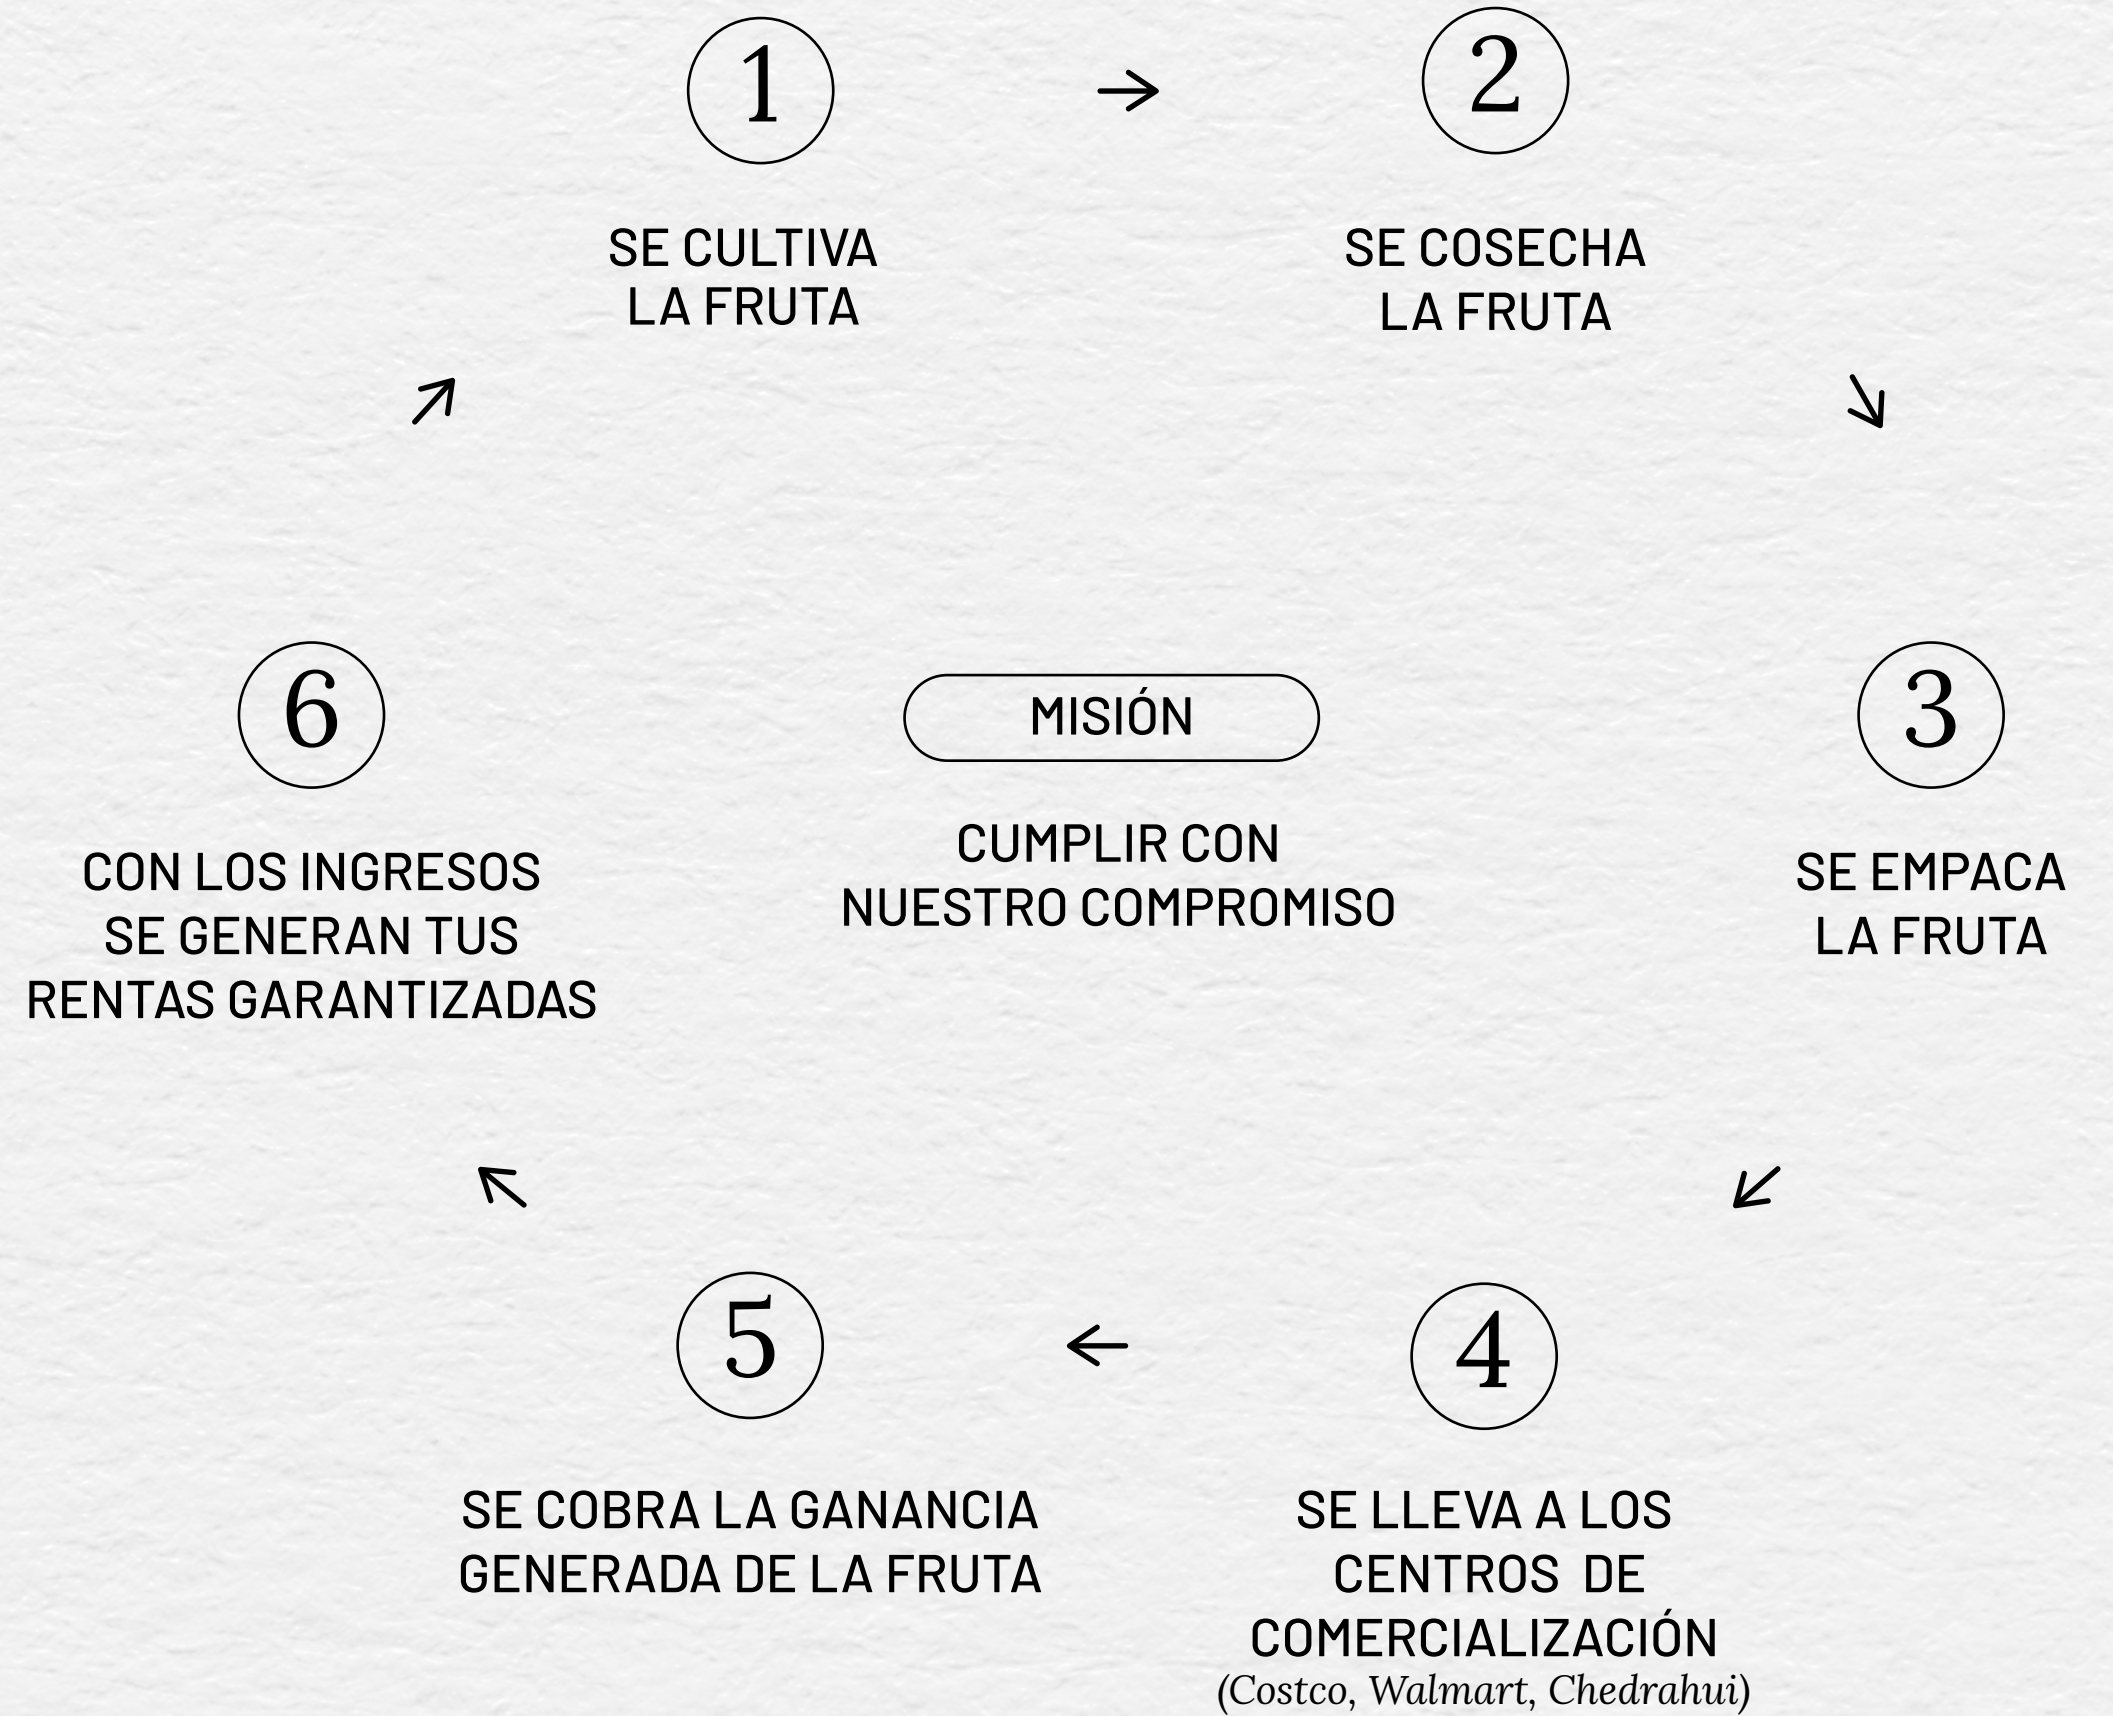 1
SE CULTIVA
LA FRUTA
2
SE COSECHA
LA FRUTA
3
SE EMPACA
LA FRUTA
4
SE LLEVA A LOS
CENTROS DE
COMERCIALIZACIÓN
(Costco, Walmart, Chedrahui)
5
SE COBRA LA GANANCIA
GENERADA DE LA FRUTA
6
CON LOS INGRESOS
SE GENERAN TUS
RENTAS GARANTIZADAS
MISIÓN
CUMPLIR CON
NUESTRO COMPROMISO